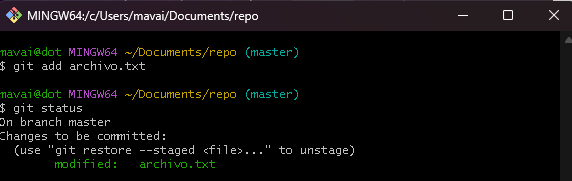 MINGW64:/c/Users/mavai/Documents/repo
mavai@dot MINGW64 ~/Documents/repo (master)
$ git add archivo.txt
mavai@dot MINGW64 ~/Documents/repo (master)
$ git status
On branch master
Changes to be committed:
  (use "git restore --staged <file>..." to unstage)
        modified:   archivo.txt